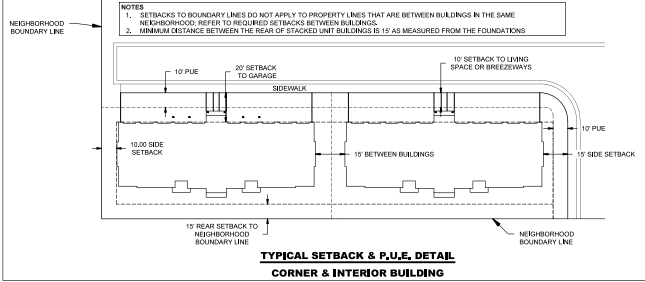 NOTES
1. SETBACKS TO BOUNDARY LINES DO NOT APPLY TO PROPERTY LINES THAT ARE BETWEEN BUILDINGS IN THE SAME
NEIGHBORHOOD; REFER TO REQUIRED SETBACKS BETWEEN BUILDINGS.
2. MINIMUM DISTANCE BETWEEN THE REAR OF STACKED UNIT BUILDINGS IS 15' AS MEASURED FROM THE FOUNDATIONS
NEIGHBORHOOD
BOUNDARY LINE
10' PUE
20' SETBACK
TO GARAGE
10' SETBACK TO LIVING
SPACE OR BREEZEWAYS
SIDEWALK
10' PUE
10.00 SIDE
SETBACK
15' BETWEEN BUILDINGS
15' SIDE SETBACK
15' REAR SETBACK TO
NEIGHBORHOOD
BOUNDARY LINE
NEIGHBORHOOD
BOUNDARY LINE
TYPICAL SETBACK & P.U.E. DETAIL
CORNER & INTERIOR BUILDING